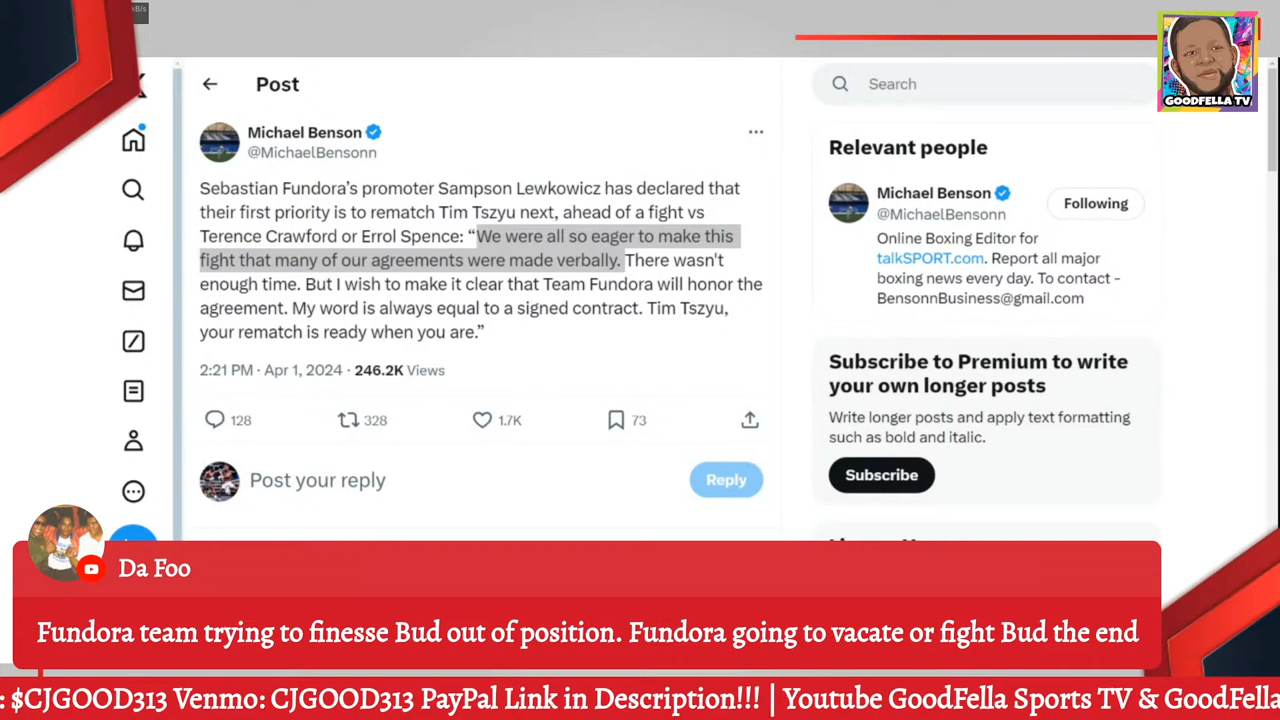 kB/s
GOODFELLA TV
Post
Search
Michael Benson
@MichaelBensonn
Sebastian Fundora's promoter Sampson Lewkowicz has declared that
their first priority is to rematch Tim Tszyu next, ahead of a fight vs
Terence Crawford or Errol Spence: “We were all so eager to make this
fight that many of our agreements were made verbally. There wasn't
enough time. But I wish to make it clear that Team Fundora will honor the
agreement. My word is always equal to a signed contract. Tim Tszyu,
your rematch is ready when you are.”
2:21 PM · Apr 1, 2024 · 246.2K Views
128 328 1.7K 73
Post your reply
Reply
Relevant people
Michael Benson
@MichaelBensonn
Following
Online Boxing Editor for
talkSPORT.com. Report all major
boxing news every day. To contact -
BensonnBusiness@gmail.com
Subscribe to Premium to write
your own longer posts
Write longer posts and apply text formatting
such as bold and italic.
Subscribe
Da Foo
Fundora team trying to finesse Bud out of position. Fundora going to vacate or fight Bud the end
: $CJGOOD313 Venmo: CJGOOD313 PayPal Link in Description!!! | Youtube GoodFella Sports TV & GoodFella